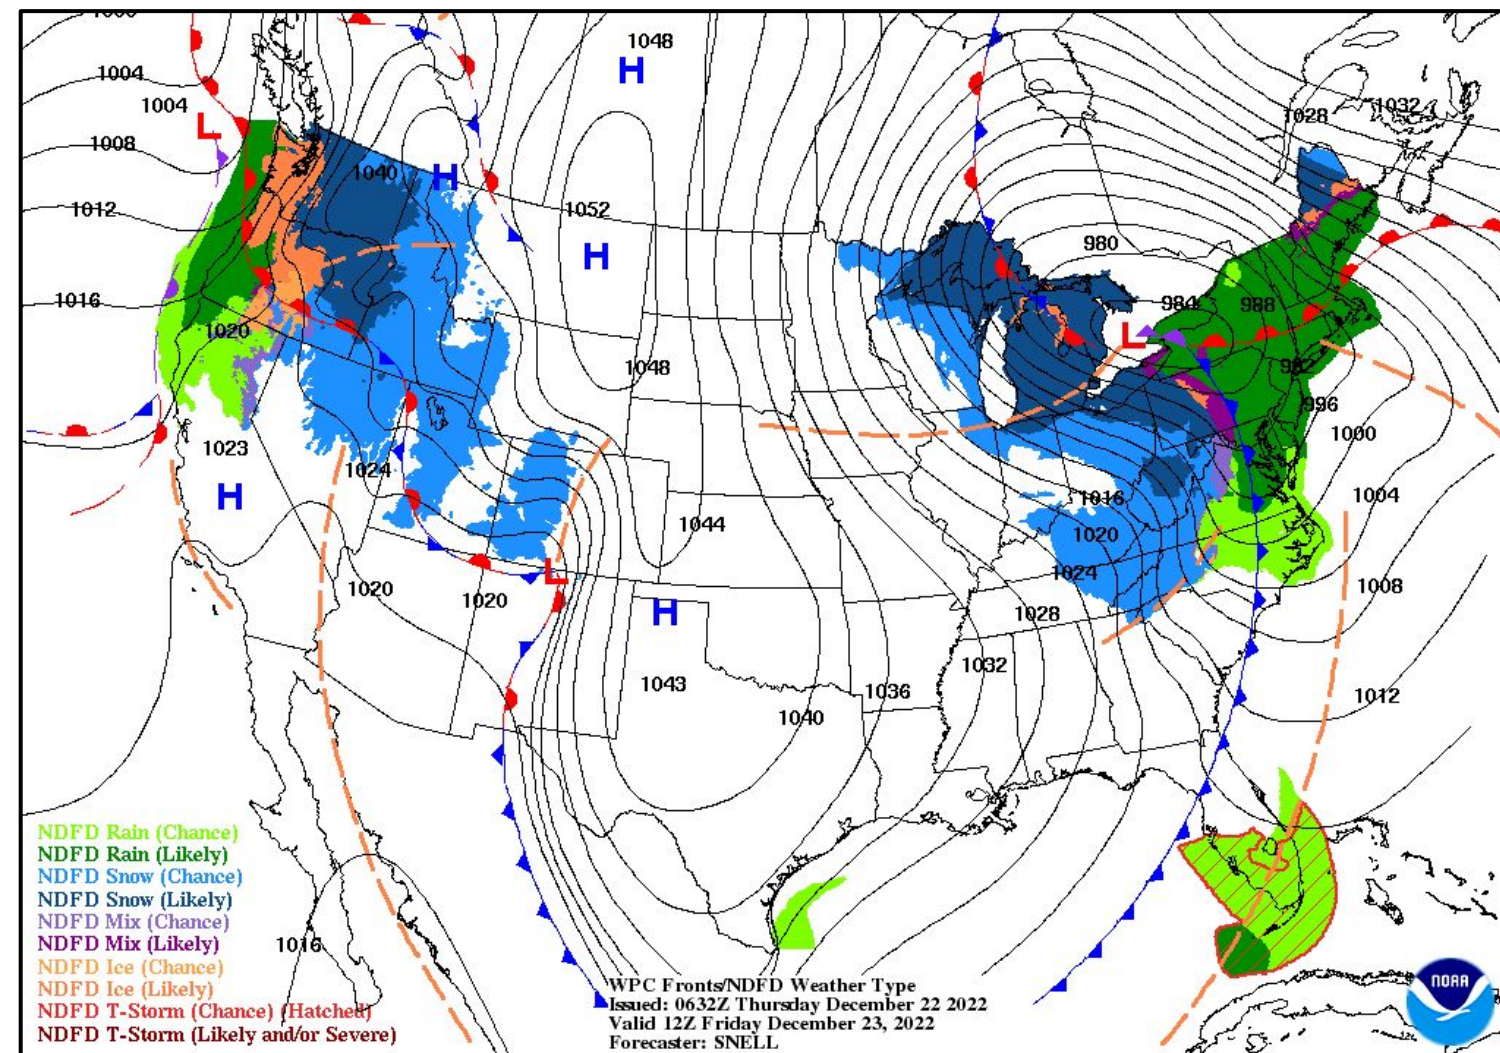 1000
1048
H
1004
1004
1032
L
1028
1008
1040
H
1012
1052
980
H
1016
984
988
1020
L
1048
992
996
1000
1023
1024
H
1016
1004
1044
1020
1024
L
1020
1020
H
1008
1028
1032
1043
1036
1012
1040
NDFD Rain (Chance)
NDFD Rain (Likely)
NDFD Snow (Chance)
NDFD Snow (Likely)
NDFD Mix (Chance)
NDFD Mix (Likely)
1016
NDFD Ice (Chance)
NDFD Ice (Likely)
NDFD T-Storm (Chance) (Hatched)
NDFD T-Storm (Likely and/or Severe)
WPC Fronts/NDFD Weather Type
Issued: 0632Z Thursday December 22 2022
Valid 12Z Friday December 23, 2022
Forecaster: SNELL
NOAA